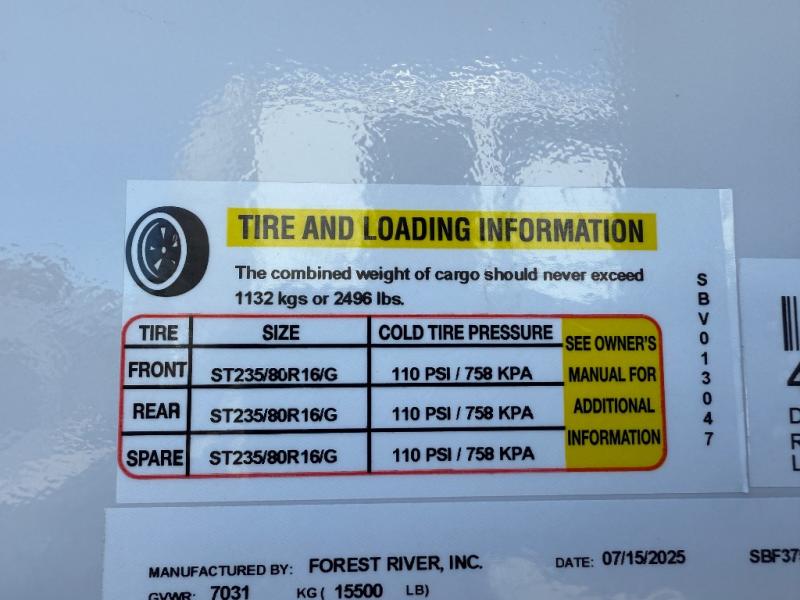 TIRE AND LOADING INFORMATION
The combined weight of cargo should never exceed
1132 kgs or 2496 lbs.
TIRE SIZE COLD TIRE PRESSURE
FRONT ST235/80R16/G 110 PSI / 758 KPA
REAR ST235/80R16/G 110 PSI / 758 KPA
SPARE ST235/80R16/G 110 PSI / 758 KPA
SEE OWNER'S
MANUAL FOR
ADDITIONAL
INFORMATION
SBV013047
MANUFACTURED BY: FOREST RIVER, INC. DATE: 07/15/2025 SBF37
GVWR: 7031 KG ( 15500 LB)
D
R
L